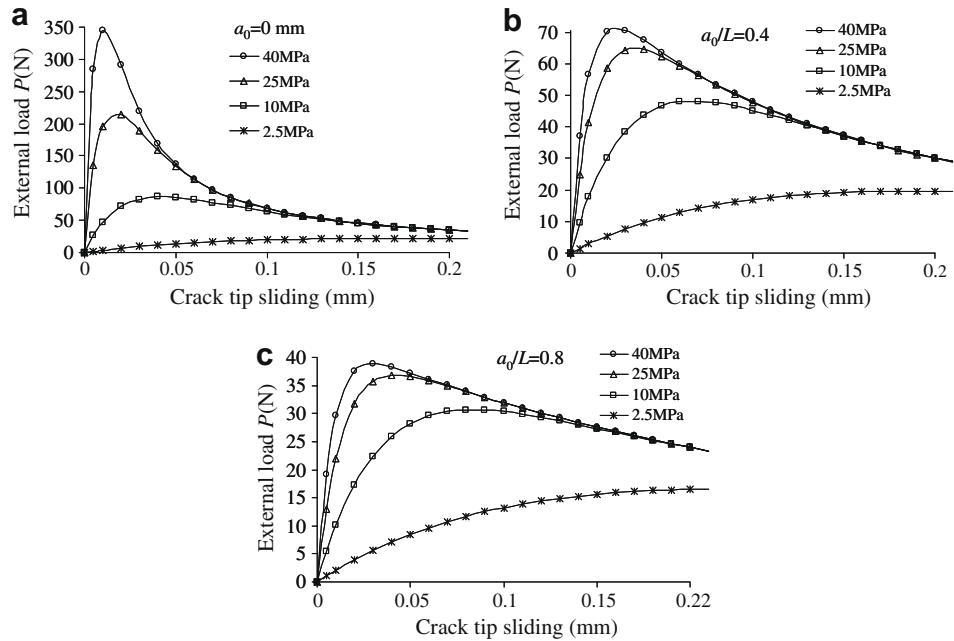 a
a₀=0 mm
40MPa
25MPa
10MPa
2.5MPa
External load P(N)
350
300
250
200
150
100
50
0
0 0.05 0.1 0.15 0.2
Crack tip sliding (mm)
b
a₀/L=0.4
40MPa
25MPa
10MPa
2.5MPa
External load P(N)
70
60
50
40
30
20
10
0
0 0.05 0.1 0.15 0.2
Crack tip sliding (mm)
c
a₀/L=0.8
40MPa
25MPa
10MPa
2.5MPa
External load P(N)
40
35
30
25
20
15
10
5
0
0 0.05 0.1 0.15 0.22
Crack tip sliding (mm)